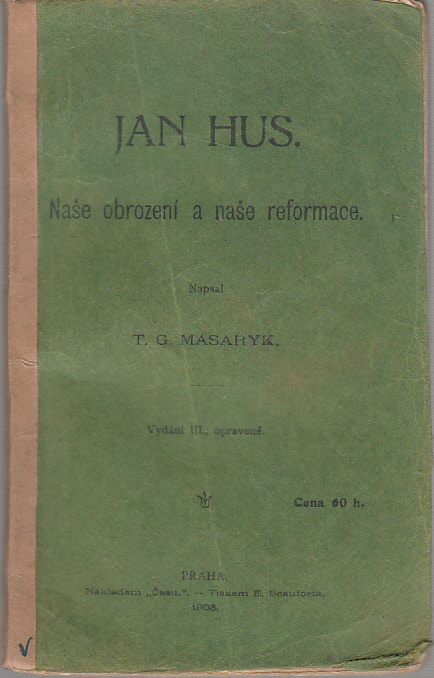 JAN HUS.
Naše obrození a naše reformace.
Napsal
T. G. MASARYK.
Vydání III., opravené.
Cena 60 h.
PRAHA.
Nákladem „Času.“. — Tiskem E. Beauforta.
1903.